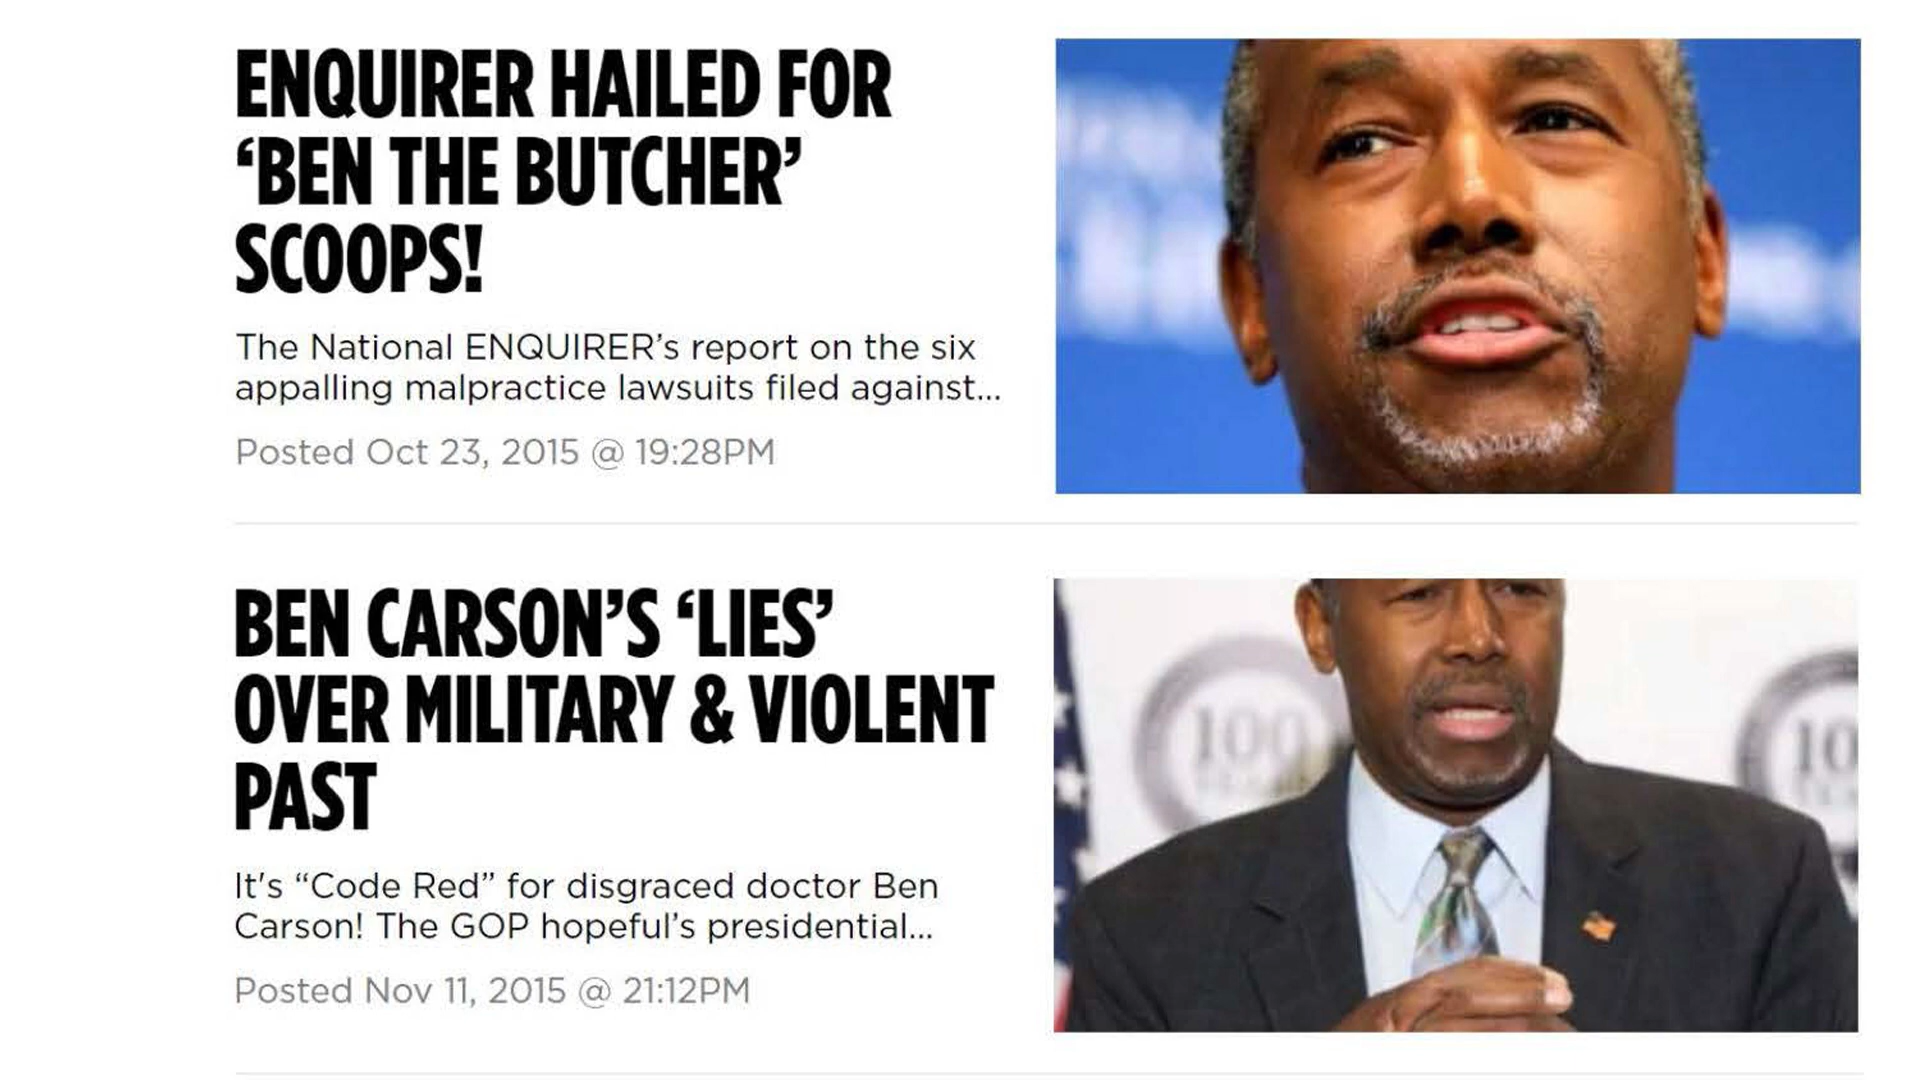 ENQUIRER HAILED FOR
‘BEN THE BUTCHER’
SCOOPS!
The National ENQUIRER’s report on the six
appalling malpractice lawsuits filed against...
Posted Oct 23, 2015 @ 19:28PM
BEN CARSON’S ‘LIES’
OVER MILITARY & VIOLENT
PAST
It's “Code Red” for disgraced doctor Ben
Carson! The GOP hopeful’s presidential...
Posted Nov 11, 2015 @ 21:12PM
100
10